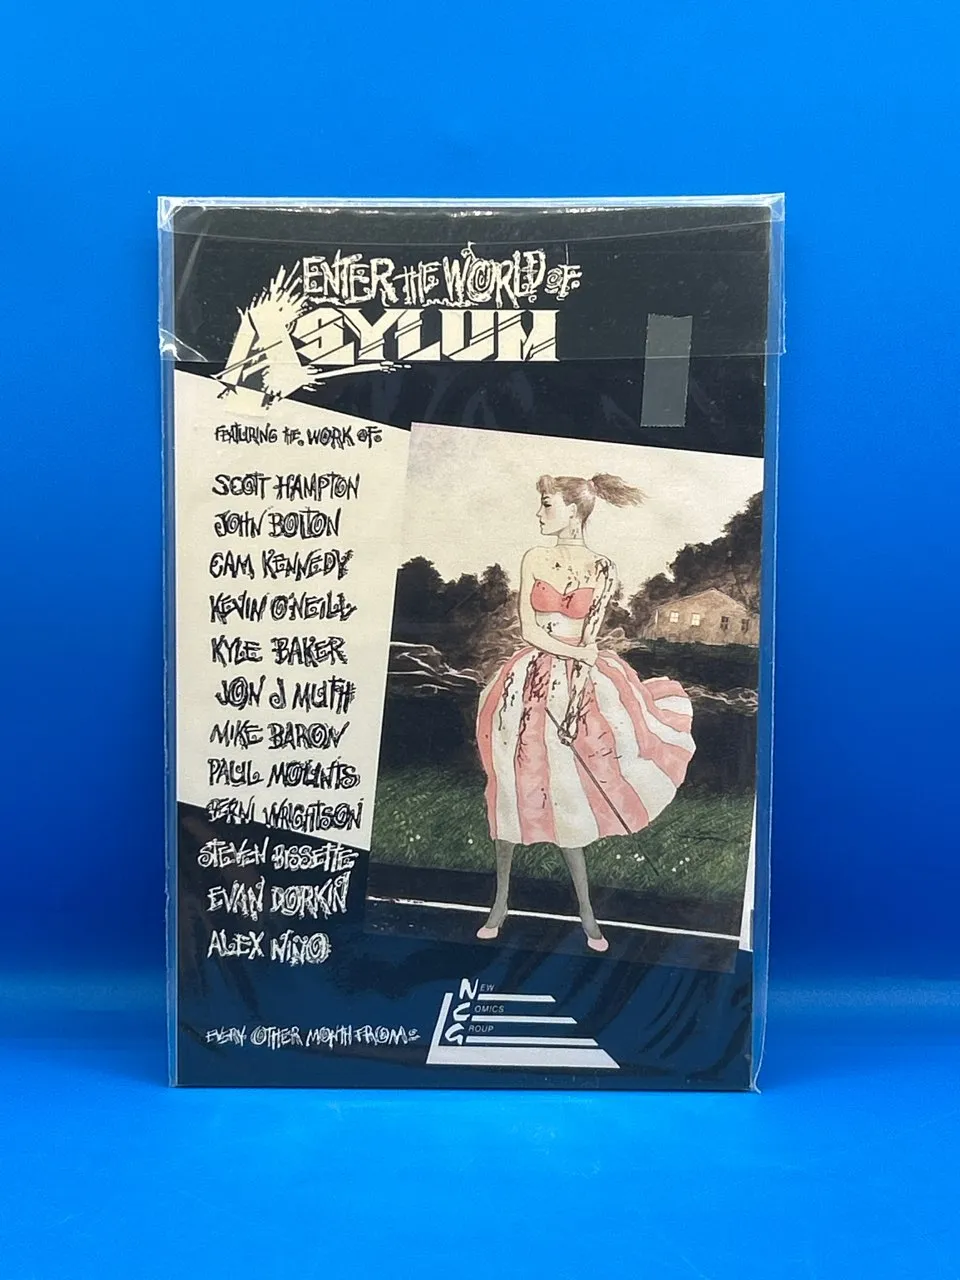 ENTER THE WORLD OF
ASYLUM
FEATURING THE WORK OF:
SCOTT HAMPTON
JOHN BOLTON
CAM KENNEDY
KEVIN O'NEILL
KYLE BAKER
JON J MUTH
MIKE BARON
PAUL MOUNTS
BERNI WRIGHTSON
STEVEN BISSETTE
EVAN DORKIN
ALEX NINO
EVERY OTHER MONTH FROM:
NEW
COMICS
GROUP